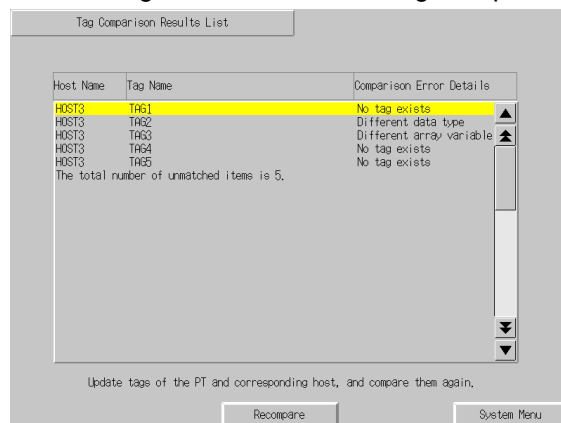 Tag Comparison Results List
Host Name Tag Name Comparison Error Details
HOST3 TAG1 No tag exists
HOST3 TAG2 Different data type
HOST3 TAG3 Different array variable
HOST3 TAG4 No tag exists
HOST3 TAG5 No tag exists
The total number of unmatched items is 5.
Update tags of the PT and corresponding host, and compare them again.
Recompare System Menu